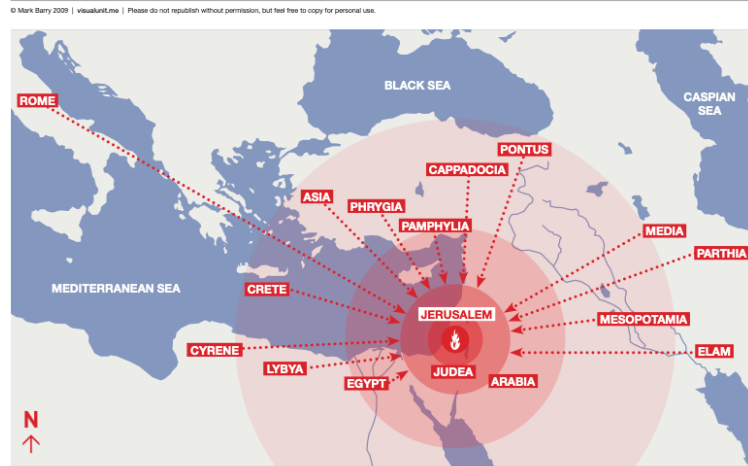 © Mark Barry 2009 | visualunit.me | Please do not republish without permission, but feel free to copy for personal use.
BLACK SEA
CASPIAN
SEA
ROME
PONTUS
CAPPADOCIA
ASIA
PHRYGIA
PAMPHYLIA
MEDIA
PARTHIA
MEDITERRANEAN SEA
CRETE
JERUSALEM
MESOPOTAMIA
CYRENE
ELAM
LYBYA
EGYPT
JUDEA
ARABIA
N